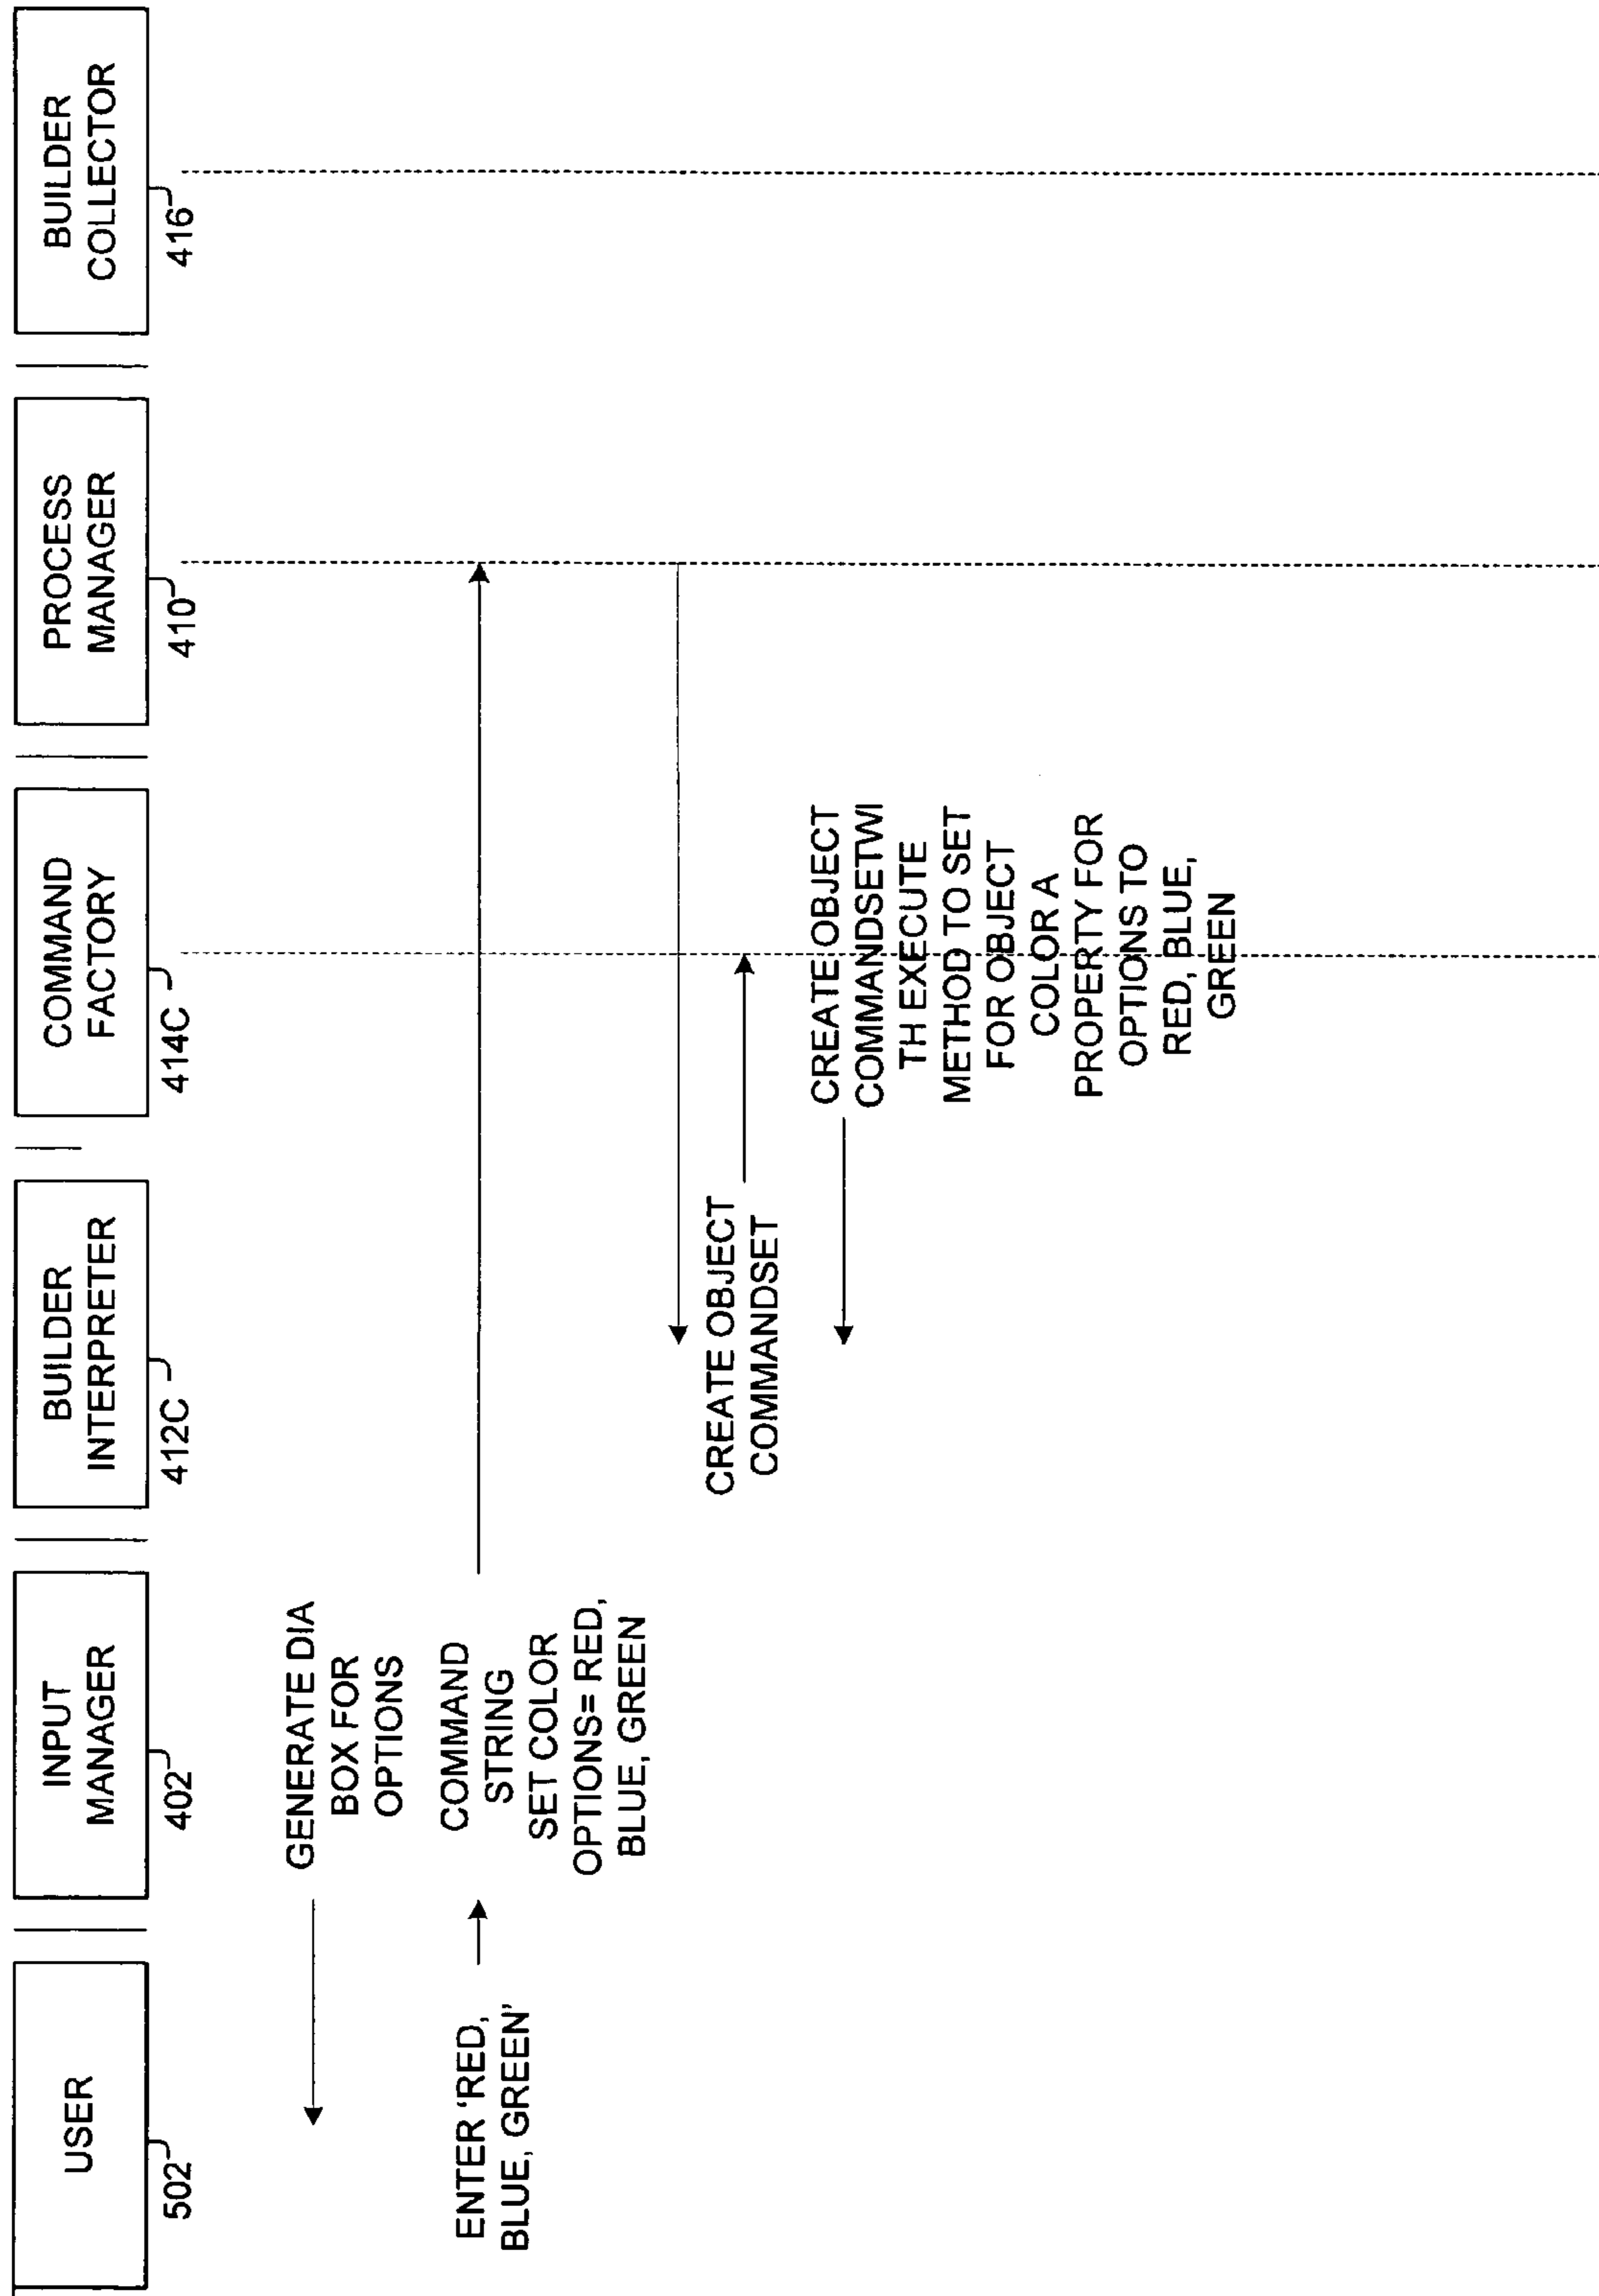 USER
502
INPUT
MANAGER
402
BUILDER
INTERPRETER
412C
COMMAND
FACTORY
414C
PROCESS
MANAGER
410
BUILDER
COLLECTOR
416
GENERATE DIA
BOX FOR
OPTIONS
ENTER 'RED,
BLUE, GREEN'
COMMAND
STRING
SET COLOR
OPTIONS= RED,
BLUE, GREEN
CREATE OBJECT
COMMANDSET
CREATE OBJECT
COMMANDSETWI
TH EXECUTE
METHOD TO SET
FOR OBJECT
COLOR A
PROPERTY FOR
OPTIONS TO
RED, BLUE,
GREEN